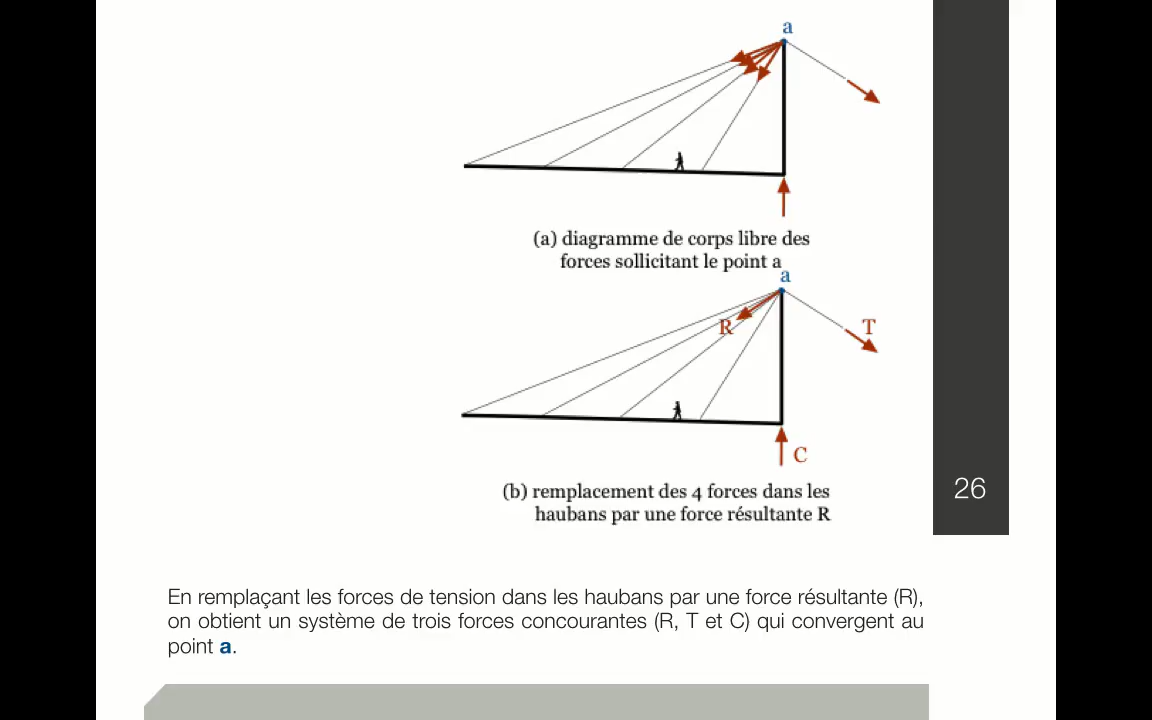 a
(a) diagramme de corps libre des
forces sollicitant le point a
a
R
T
C
(b) remplacement des 4 forces dans les
haubans par une force résultante R
26
En remplaçant les forces de tension dans les haubans par une force résultante (R),
on obtient un système de trois forces concourantes (R, T et C) qui convergent au
point a.